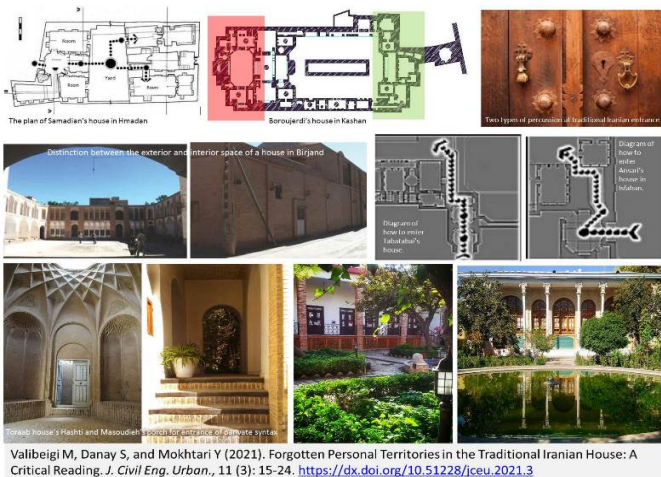 Room
Room
Yard
Room
Room
The plan of Samadian's house in Hmadan
Boroujerdi's house in Kashan
Two types of percussion at traditional Iranian entrance
Distinction between the exterior and interior space of a house in Birjand
Diagram of
how to enter
Tabatabai's
house.
Diagram of
how to
enter
Ansari's
house in
Isfahan.
Toraab house's Hashti and Masoudieh's porch for entrance of parivate syntax
Valibeigi M, Danay S, and Mokhtari Y (2021). Forgotten Personal Territories in the Traditional Iranian House: A
Critical Reading. J. Civil Eng. Urban., 11 (3): 15-24. https://dx.doi.org/10.51228/jceu.2021.3